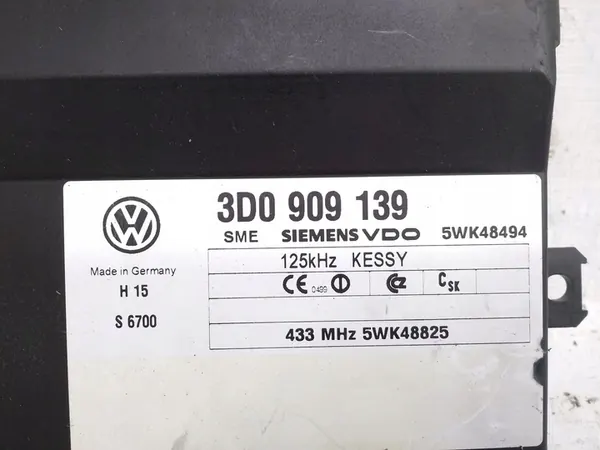 3D0 909 139
SME SIEMENS VDO 5WK48494
125kHz KESSY
Made in Germany
H 15
CE 0499 CSK
S 6700
433 MHz 5WK48825